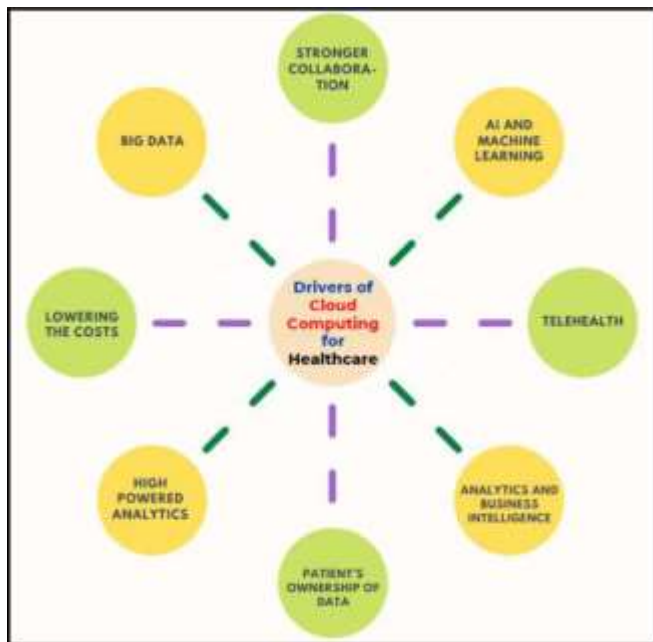 STRONGER
COLLABORA-
TION
BIG DATA
AI AND
MACHINE
LEARNING
Drivers of
Cloud
Computing
for
Healthcare
LOWERING
THE COSTS
TELEHEALTH
HIGH
POWERED
ANALYTICS
ANALYTICS AND
BUSINESS
INTELLIGENCE
PATIENT'S
OWNERSHIP OF
DATA